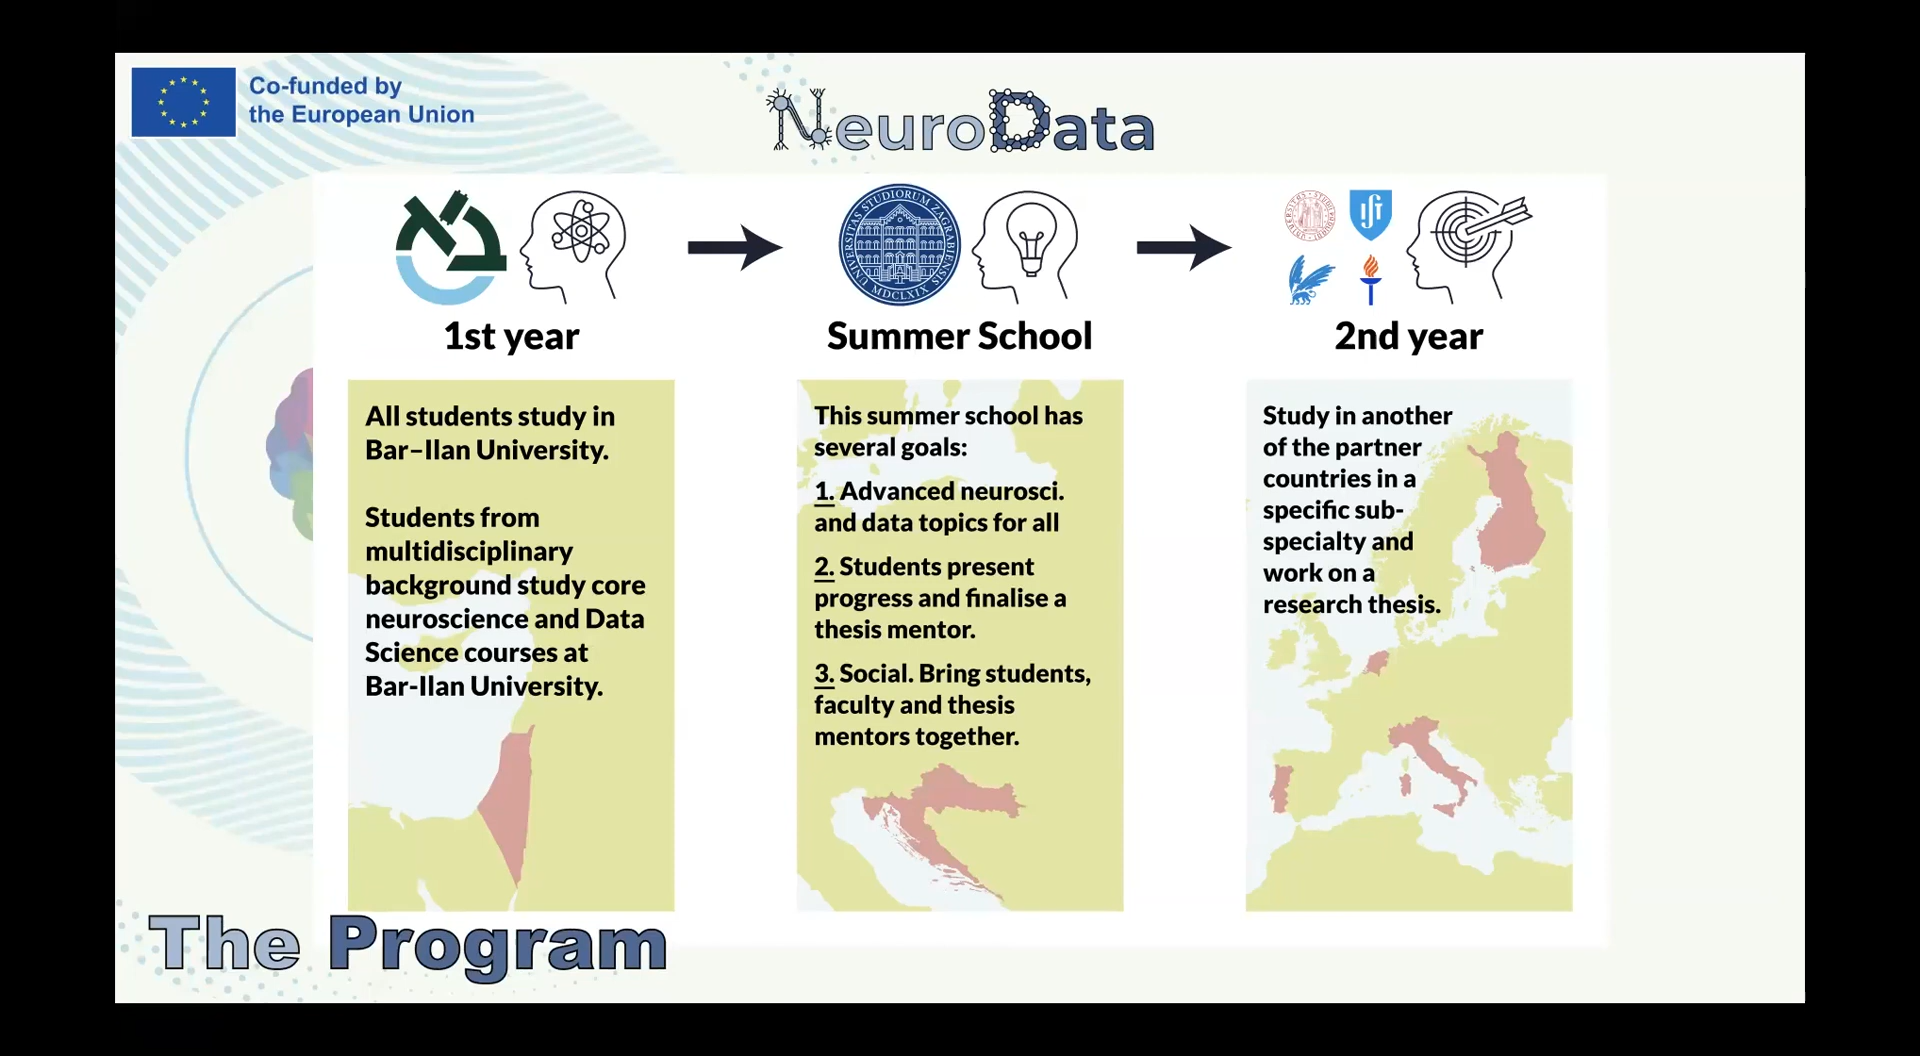 Co-funded by
the European Union
NeuroData
UNIVERSITAS STUDIORUM ZAGRABIENSIS
MDCLXIX
1st year
All students study in
Bar–Ilan University.
Students from
multidisciplinary
background study core
neuroscience and Data
Science courses at
Bar-Ilan University.
Summer School
This summer school has
several goals:
1. Advanced neurosci.
and data topics for all
2. Students present
progress and finalise a
thesis mentor.
3. Social. Bring students,
faculty and thesis
mentors together.
2nd year
Study in another
of the partner
countries in a
specific sub-
specialty and
work on a
research thesis.
The Program